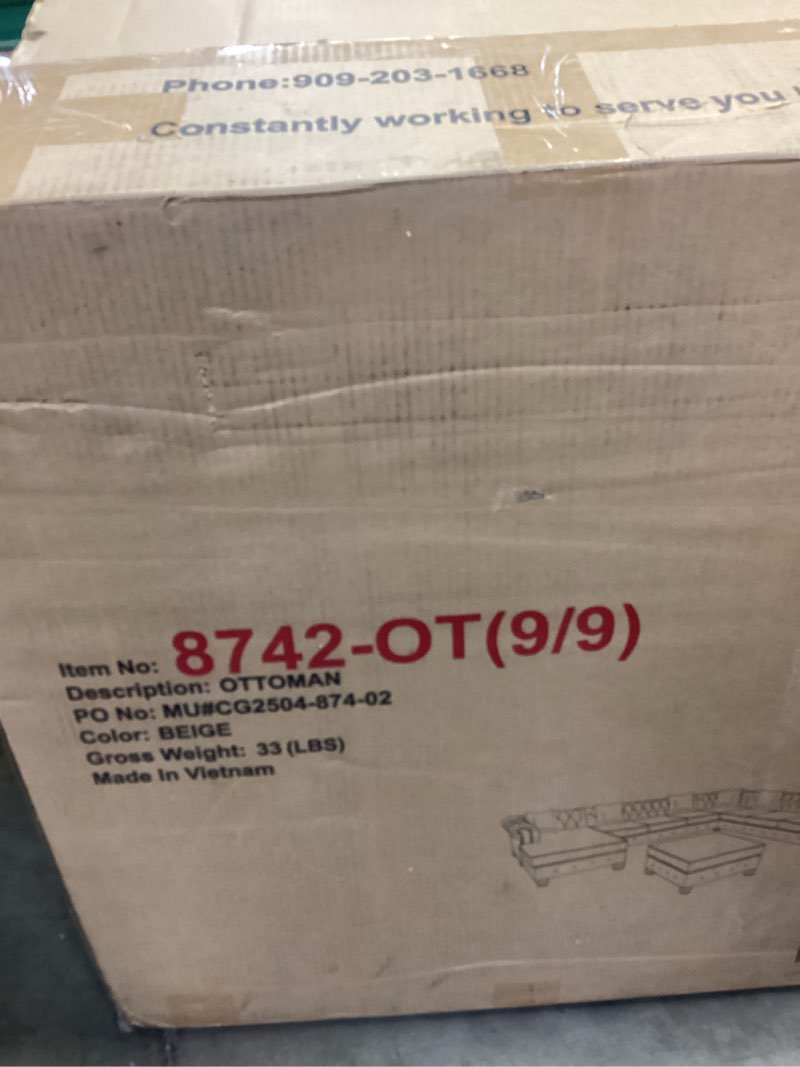 Phone:909-203-1668
Constantly working to serve you
Item No: 8742-OT(9/9)
Description: OTTOMAN
PO No: MU#CG2504-874-02
Color: BEIGE
Gross Weight: 33 (LBS)
Made In Vietnam